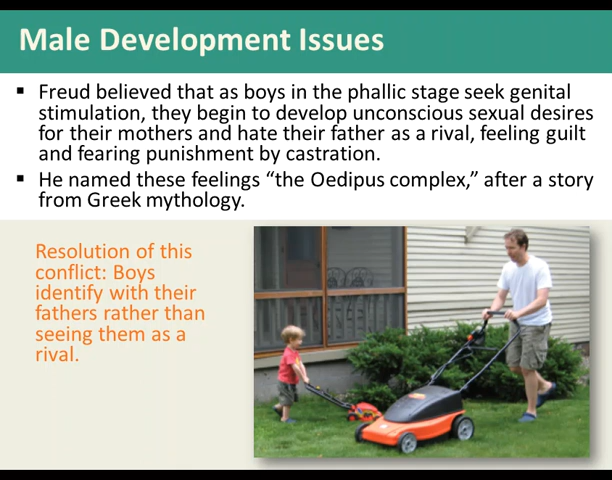 Male Development Issues
▪ Freud believed that as boys in the phallic stage seek genital
stimulation, they begin to develop unconscious sexual desires
for their mothers and hate their father as a rival, feeling guilt
and fearing punishment by castration.
▪ He named these feelings “the Oedipus complex,” after a story
from Greek mythology.
Resolution of this
conflict: Boys
identify with their
fathers rather than
seeing them as a
rival.